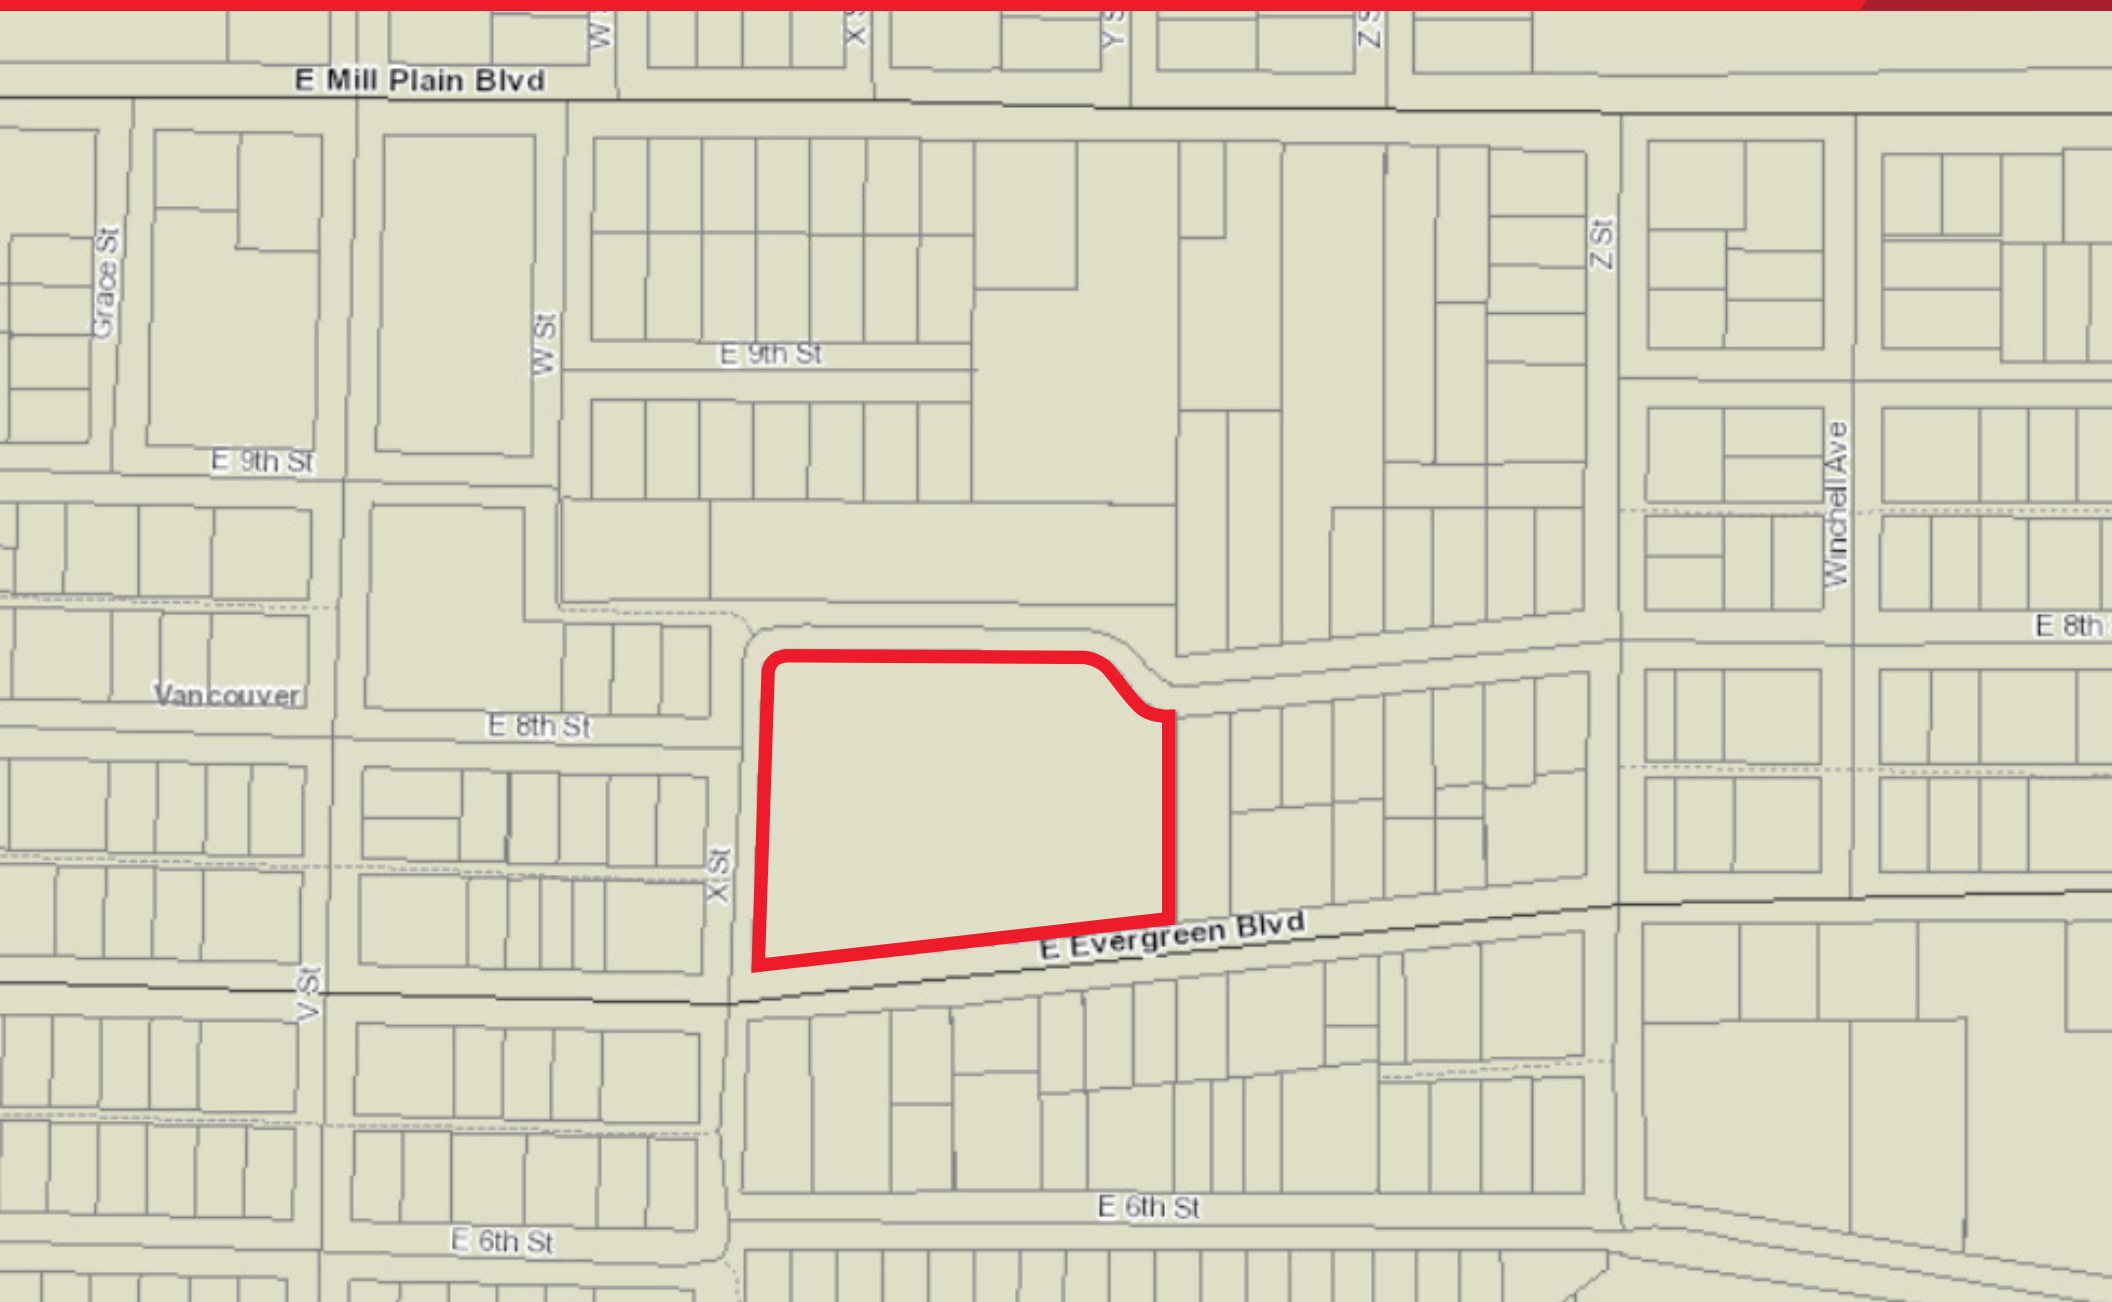 W S
X S
Y S
Z S
E Mill Plain Blvd
Grace St
Z St
W St
E 9th St
E 9th St
Winchell Ave
E 8th
Vancouver
E 8th St
X St
E Evergreen Blvd
V St
E 6th St
E 6th St